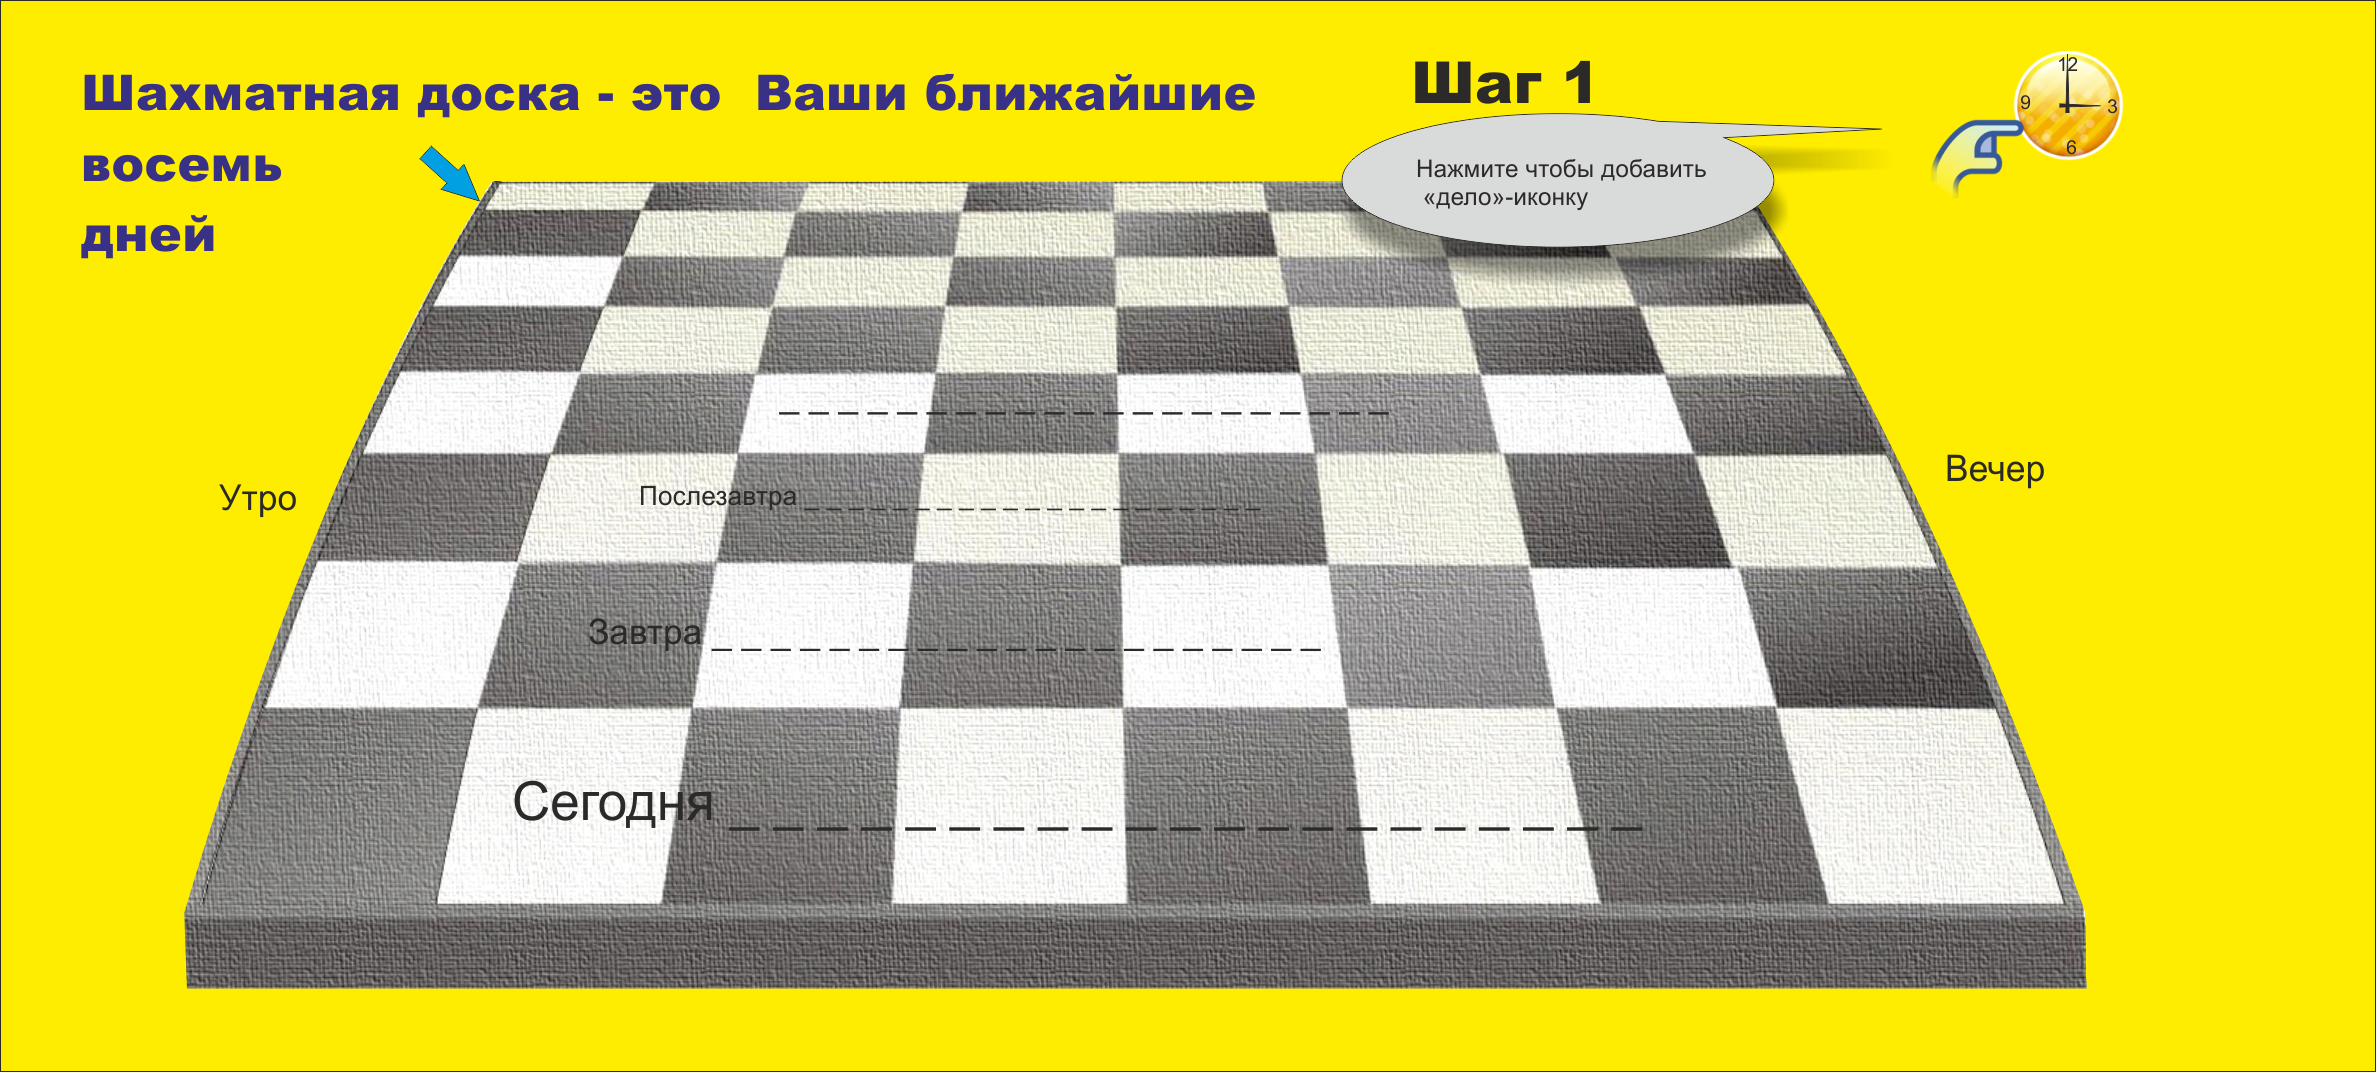 Шахматная доска - это Ваши ближайшие
восемь
дней
Шаг 1
Нажмите чтобы добавить
«дело»-иконку
12
9
3
6
Утро
Вечер
Послезавтра
Завтра
Сегодня